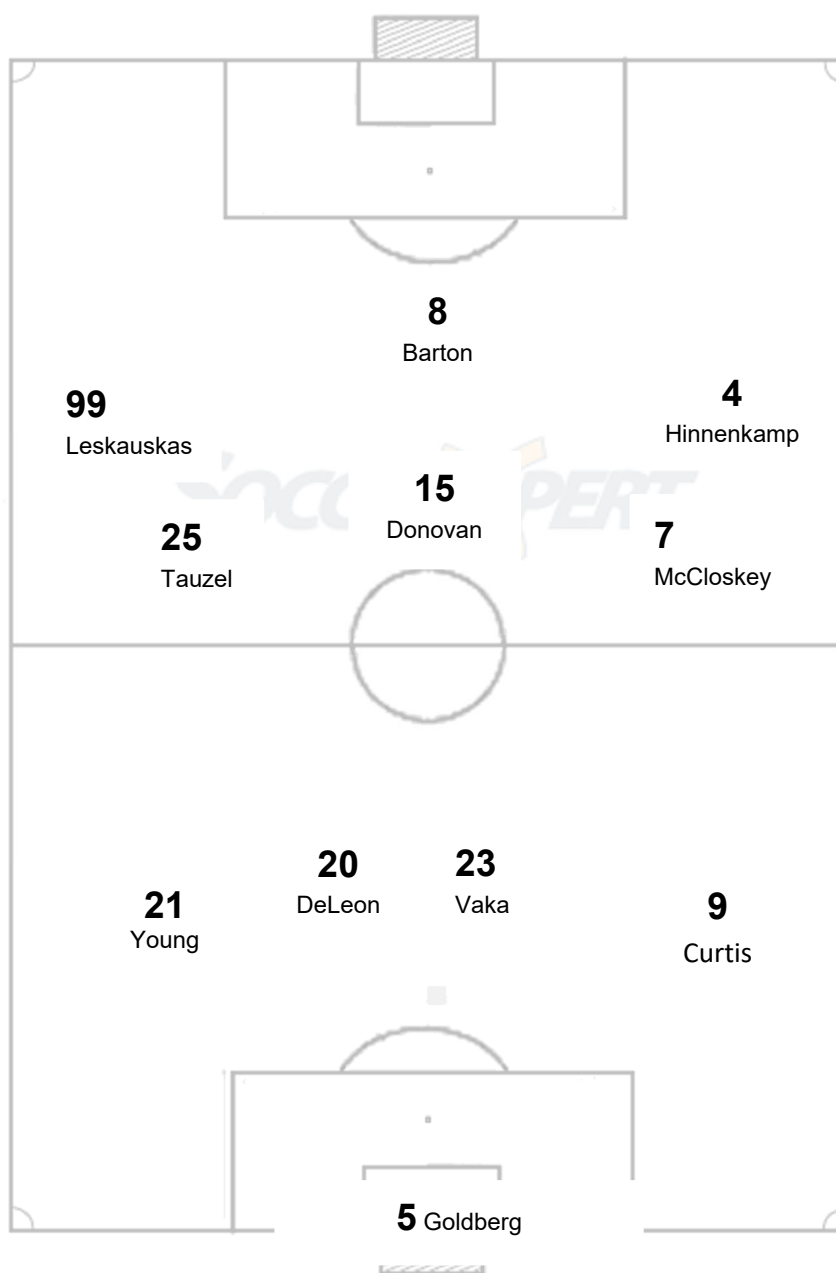 8
Barton
99
Leskauskas
4
Hinnenkamp
15
Donovan
25
Tauzel
7
McCloskey
20
DeLeon
23
Vaka
21
Young
9
Curtis
5 Goldberg